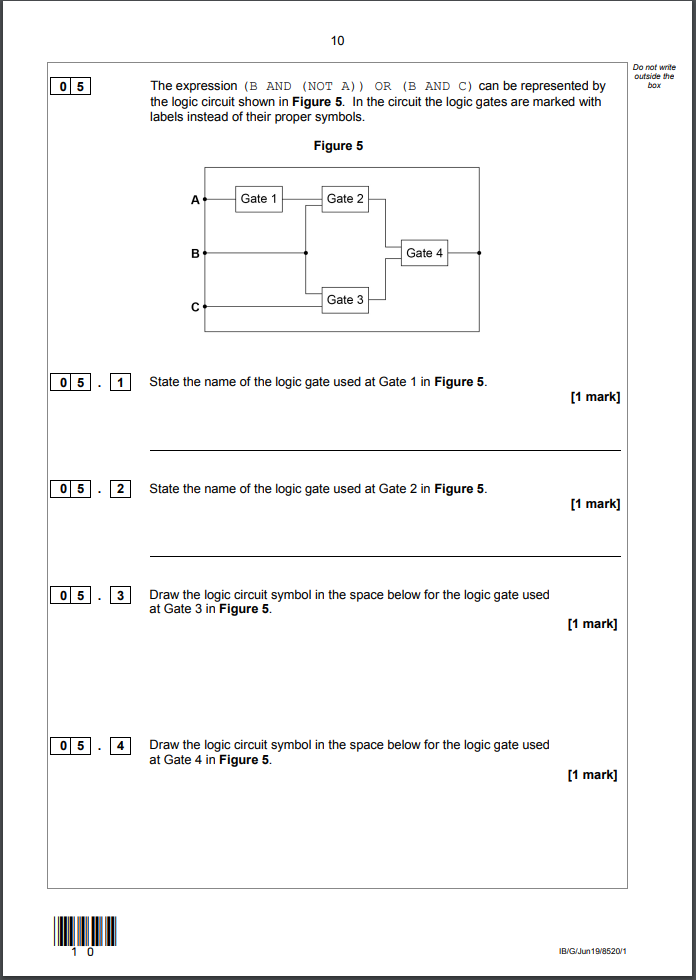 10
Do not write
outside the
box
0 5
The expression (B AND (NOT A)) OR (B AND C) can be represented by
the logic circuit shown in Figure 5. In the circuit the logic gates are marked with
labels instead of their proper symbols.
Figure 5
A
Gate 1
Gate 2
B
Gate 4
C
Gate 3
0 5 . 1
State the name of the logic gate used at Gate 1 in Figure 5.
[1 mark]
0 5 . 2
State the name of the logic gate used at Gate 2 in Figure 5.
[1 mark]
0 5 . 3
Draw the logic circuit symbol in the space below for the logic gate used
at Gate 3 in Figure 5.
[1 mark]
0 5 . 4
Draw the logic circuit symbol in the space below for the logic gate used
at Gate 4 in Figure 5.
[1 mark]
1 0
IB/G/Jun19/8520/1